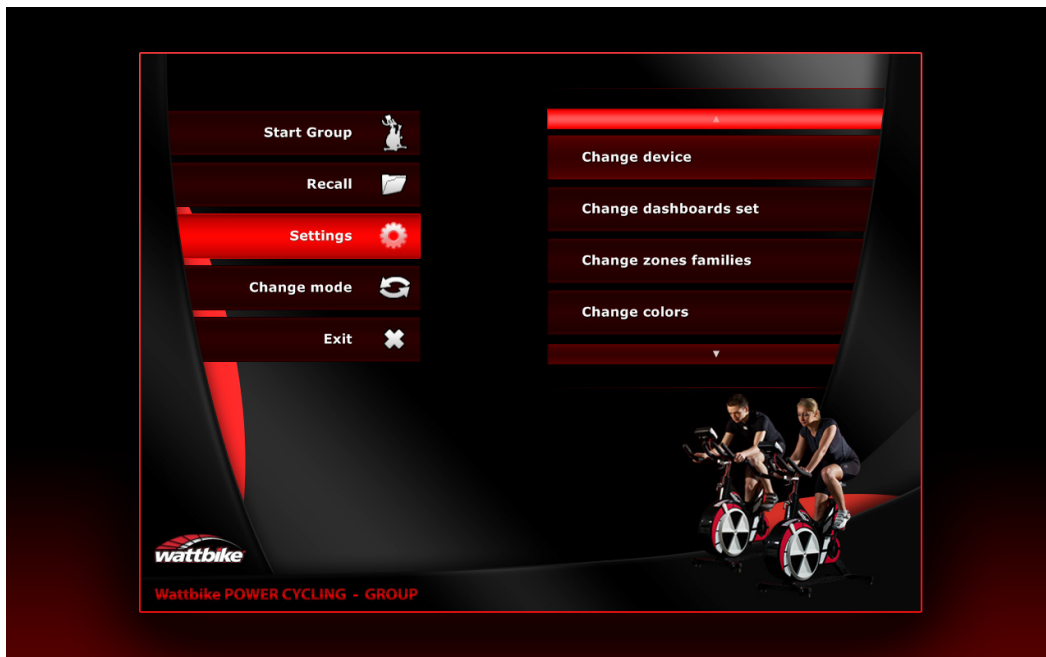 Start Group
Recall
Settings
Change mode
Exit
▲
Change device
Change dashboards set
Change zones families
Change colors
▼
wattbike
Wattbike POWER CYCLING - GROUP